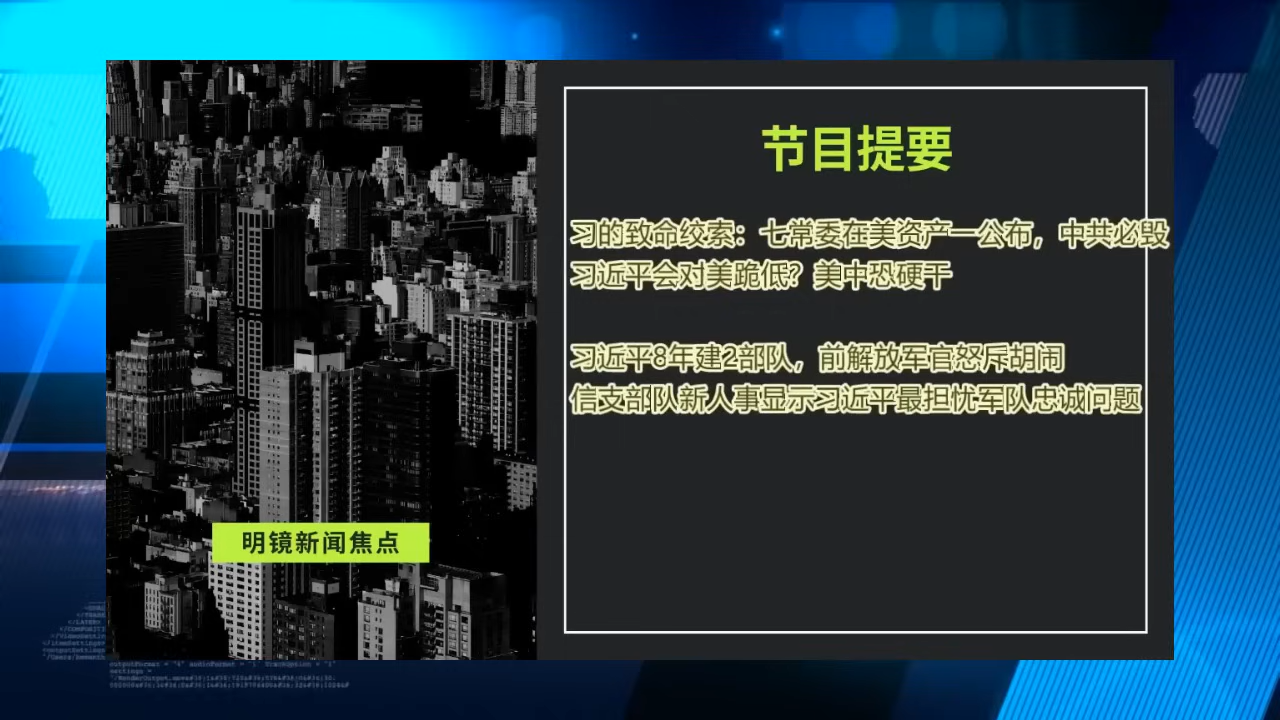 节目提要
习的致命绞索：七常委在美资产一公布，中共必毁
习近平会对美跪低？美中恐硬干
习近平8年建2部队，前解放军官怒斥胡闹
信支部队新人事显示习近平最担忧军队忠诚问题
明镜新闻焦点